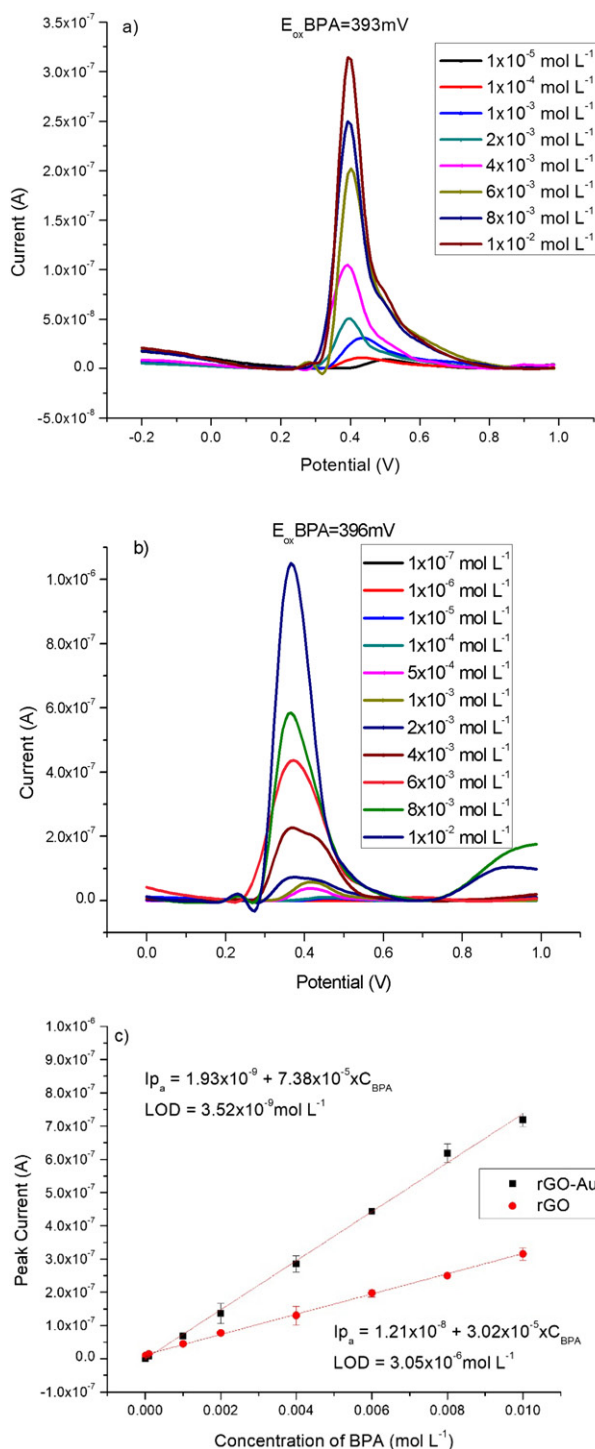 a)
EₒₓBPA=393mV
3.5x10⁻⁷
3.0x10⁻⁷
2.5x10⁻⁷
2.0x10⁻⁷
1.5x10⁻⁷
1.0x10⁻⁷
5.0x10⁻⁸
0.0
-5.0x10⁻⁸
Current (A)
1x10⁻⁵ mol L⁻¹
1x10⁻⁴ mol L⁻¹
1x10⁻³ mol L⁻¹
2x10⁻³ mol L⁻¹
4x10⁻³ mol L⁻¹
6x10⁻³ mol L⁻¹
8x10⁻³ mol L⁻¹
1x10⁻² mol L⁻¹
-0.2 0.0 0.2 0.4 0.6 0.8 1.0
Potential (V)
EₒₓBPA=396mV
b)
1.0x10⁻⁶
8.0x10⁻⁷
6.0x10⁻⁷
4.0x10⁻⁷
2.0x10⁻⁷
0.0
Current (A)
1x10⁻⁷ mol L⁻¹
1x10⁻⁶ mol L⁻¹
1x10⁻⁵ mol L⁻¹
1x10⁻⁴ mol L⁻¹
5x10⁻⁴ mol L⁻¹
1x10⁻³ mol L⁻¹
2x10⁻³ mol L⁻¹
4x10⁻³ mol L⁻¹
6x10⁻³ mol L⁻¹
8x10⁻³ mol L⁻¹
1x10⁻² mol L⁻¹
0.0 0.2 0.4 0.6 0.8 1.0
Potential (V)
c)
1.0x10⁻⁶
9.0x10⁻⁷
8.0x10⁻⁷
7.0x10⁻⁷
6.0x10⁻⁷
5.0x10⁻⁷
4.0x10⁻⁷
3.0x10⁻⁷
2.0x10⁻⁷
1.0x10⁻⁷
0.0
-1.0x10⁻⁷
Peak Current (A)
Ipₐ = 1.93x10⁻⁹ + 7.38x10⁻⁵xC_BPA
LOD = 3.52x10⁻⁹mol L⁻¹
rGO-Au
rGO
Ipₐ = 1.21x10⁻⁸ + 3.02x10⁻⁵xC_BPA
LOD = 3.05x10⁻⁶mol L⁻¹
0.000 0.002 0.004 0.006 0.008 0.010
Concentration of BPA (mol L⁻¹)